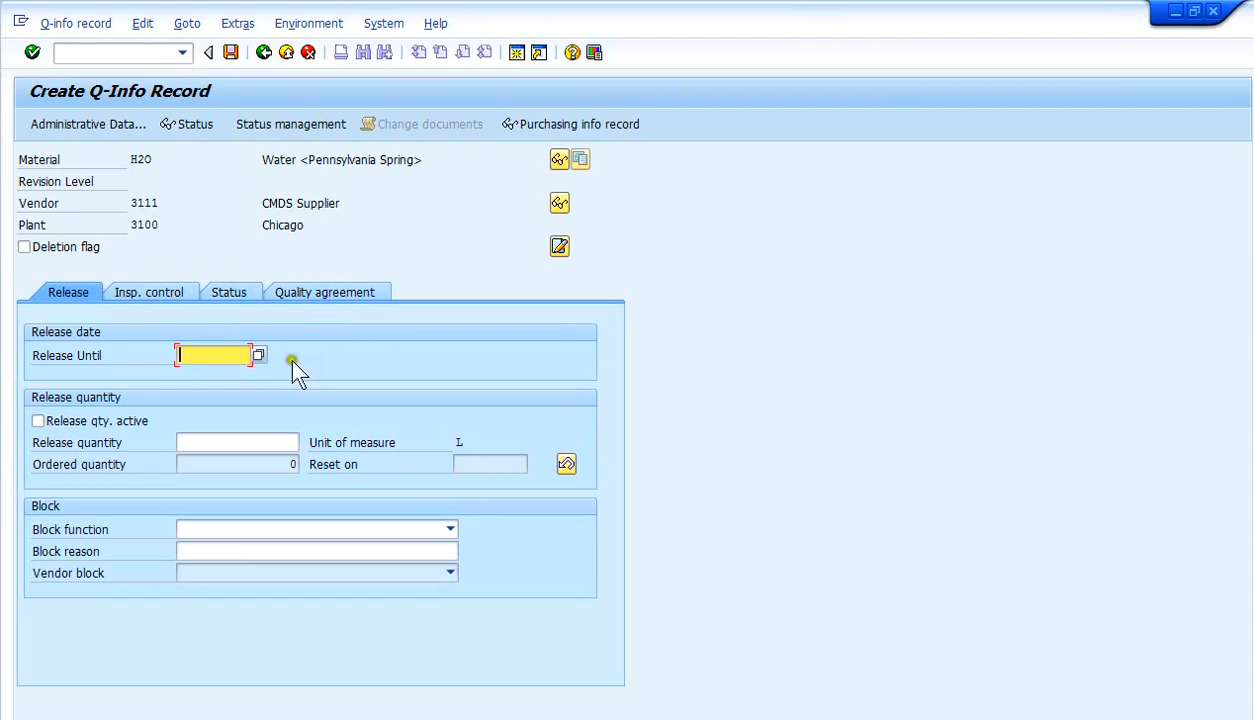 Q-info record Edit Goto Extras Environment System Help
Create Q-Info Record
Administrative Data... Status Status management Change documents Purchasing info record
Material H2O Water <Pennsylvania Spring>
Revision Level
Vendor 3111 CMDS Supplier
Plant 3100 Chicago
Deletion flag
Release Insp. control Status Quality agreement
Release date
Release Until
Release quantity
Release qty. active
Release quantity Unit of measure L
Ordered quantity 0 Reset on
Block
Block function
Block reason
Vendor block